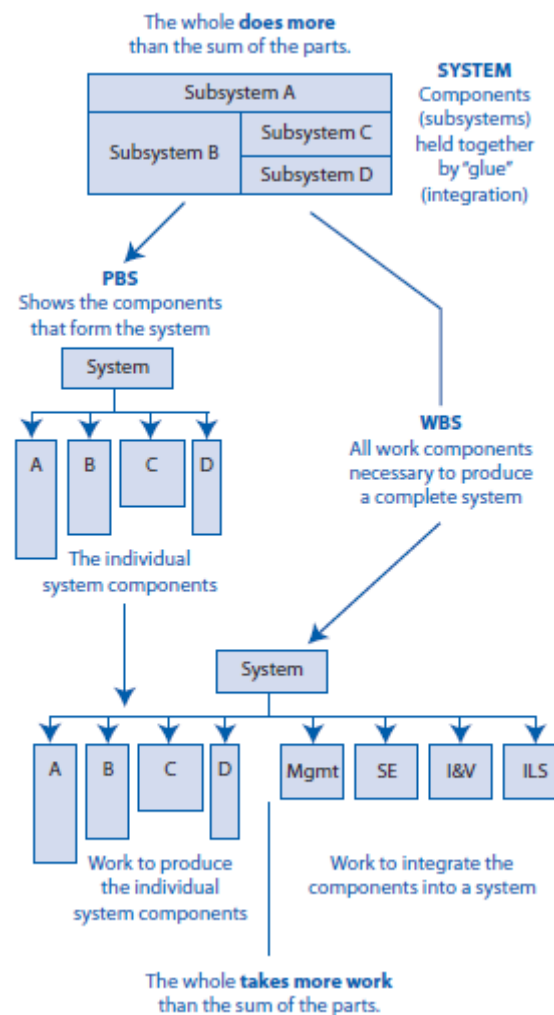 The whole does more
than the sum of the parts.
SYSTEM
Components
(subsystems)
held together
by "glue"
(integration)
Subsystem A
Subsystem B
Subsystem C
Subsystem D
PBS
Shows the components
that form the system
System
A
B
C
D
The individual
system components
WBS
All work components
necessary to produce
a complete system
System
A
B
C
D
Mgmt
SE
I&V
ILS
Work to produce
the individual
system components
Work to integrate the
components into a system
The whole takes more work
than the sum of the parts.